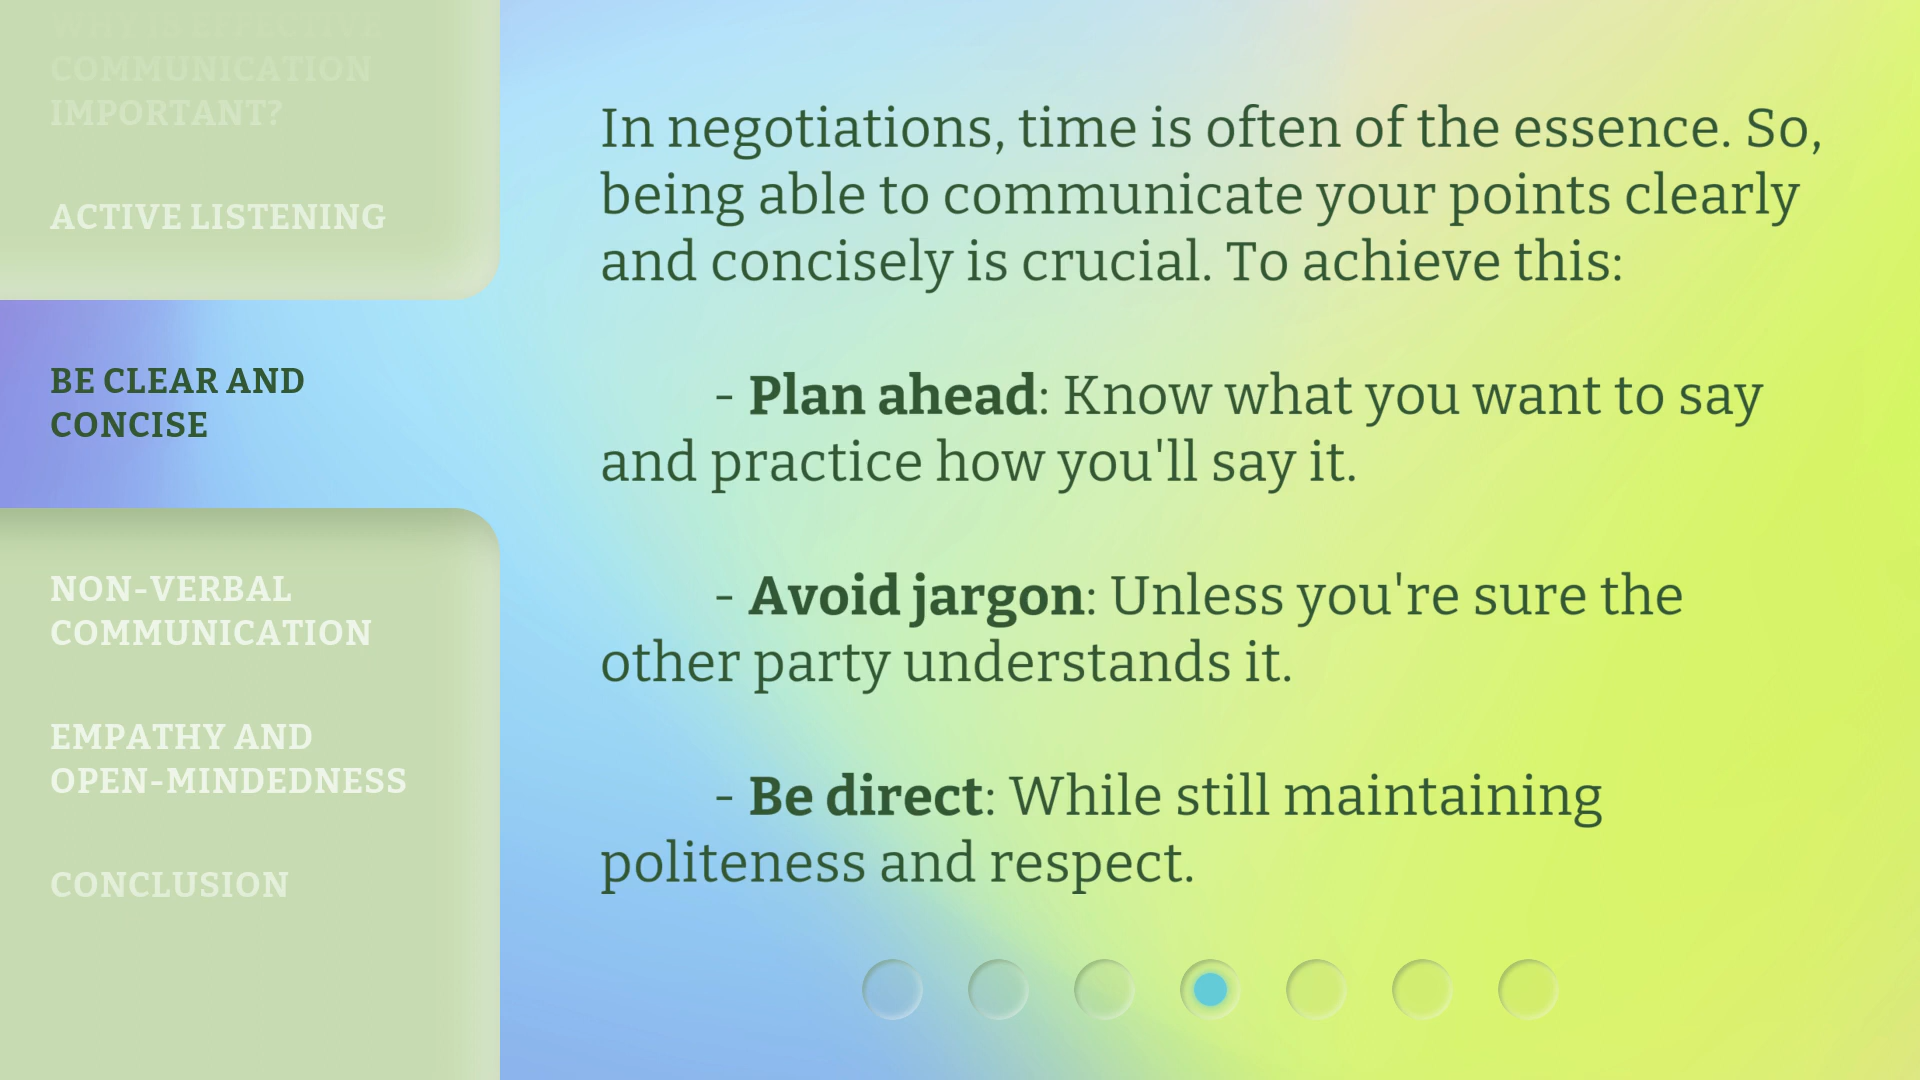 WHY IS EFFECTIVE
COMMUNICATION
IMPORTANT?
ACTIVE LISTENING
BE CLEAR AND
CONCISE
NON-VERBAL
COMMUNICATION
EMPATHY AND
OPEN-MINDEDNESS
CONCLUSION
In negotiations, time is often of the essence. So,
being able to communicate your points clearly
and concisely is crucial. To achieve this:
- Plan ahead: Know what you want to say
and practice how you'll say it.
- Avoid jargon: Unless you're sure the
other party understands it.
- Be direct: While still maintaining
politeness and respect.